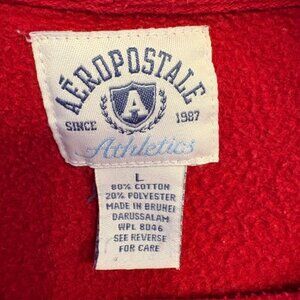 AÉROPOSTALE
A
SINCE 1987
Athletics
L
80% COTTON
20% POLYESTER
MADE IN BRUNEI
DARUSSALAM
WPL 8046
SEE REVERSE
FOR CARE